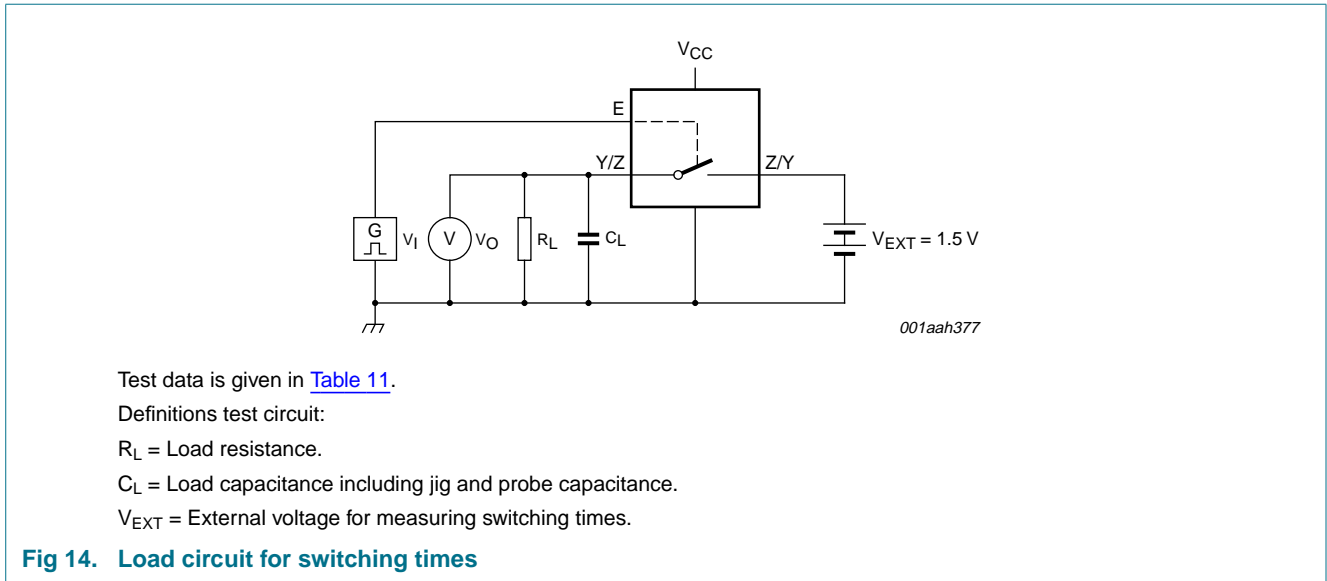 VCC
E
Y/Z
Z/Y
G
VI
V
VO
RL
CL
VEXT = 1.5 V
001aah377
Test data is given in Table 11.
Definitions test circuit:
RL = Load resistance.
CL = Load capacitance including jig and probe capacitance.
VEXT = External voltage for measuring switching times.
Fig 14. Load circuit for switching times